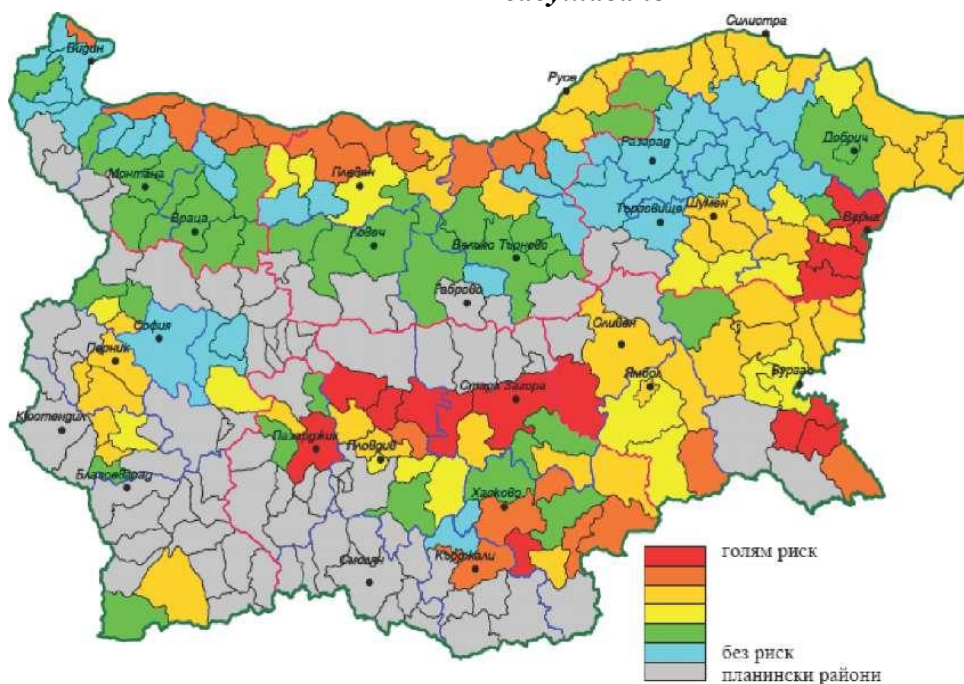 Силистра
Видин
Русе
Разград
Добрич
Монтана
Плевен
Шумен
Варна
Враца
Търговище
Ловеч
Велико Търново
Габрово
София
Сливен
Перник
Ямбол
Бургас
Стара Загора
Кюстендил
Пазарджик
Пловдив
Благоевград
Хасково
Смолян
Кърджали
голям риск
без риск
планински райони